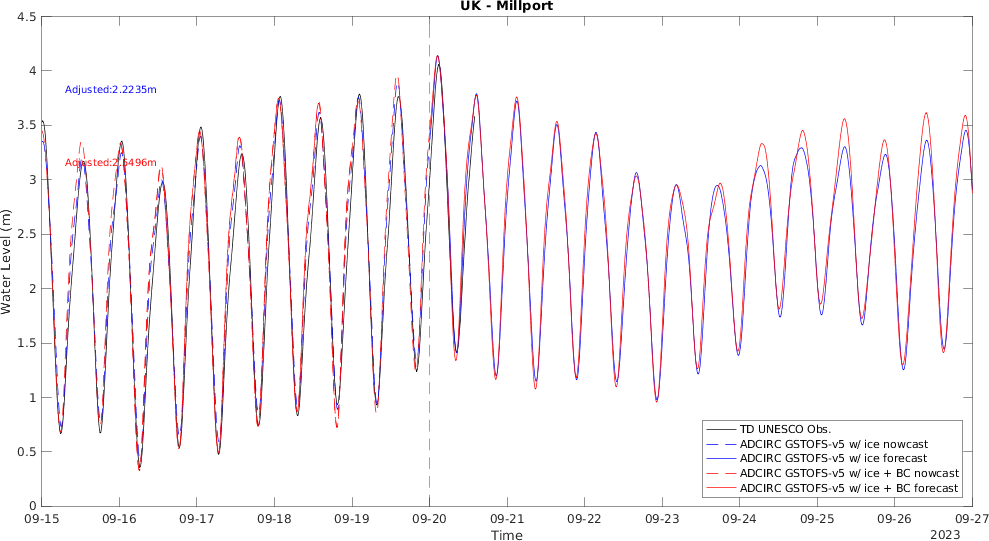 UK - Millport
4.5
4
3.5
3
2.5
2
1.5
1
0.5
0
Water Level (m)
Adjusted:2.2235m
Adjusted:2.5496m
TD UNESCO Obs.
ADCIRC GSTOFS-v5 w/ ice nowcast
ADCIRC GSTOFS-v5 w/ ice forecast
ADCIRC GSTOFS-v5 w/ ice + BC nowcast
ADCIRC GSTOFS-v5 w/ ice + BC forecast
09-15 09-16 09-17 09-18 09-19 09-20 09-21 09-22 09-23 09-24 09-25 09-26 09-27
Time
2023